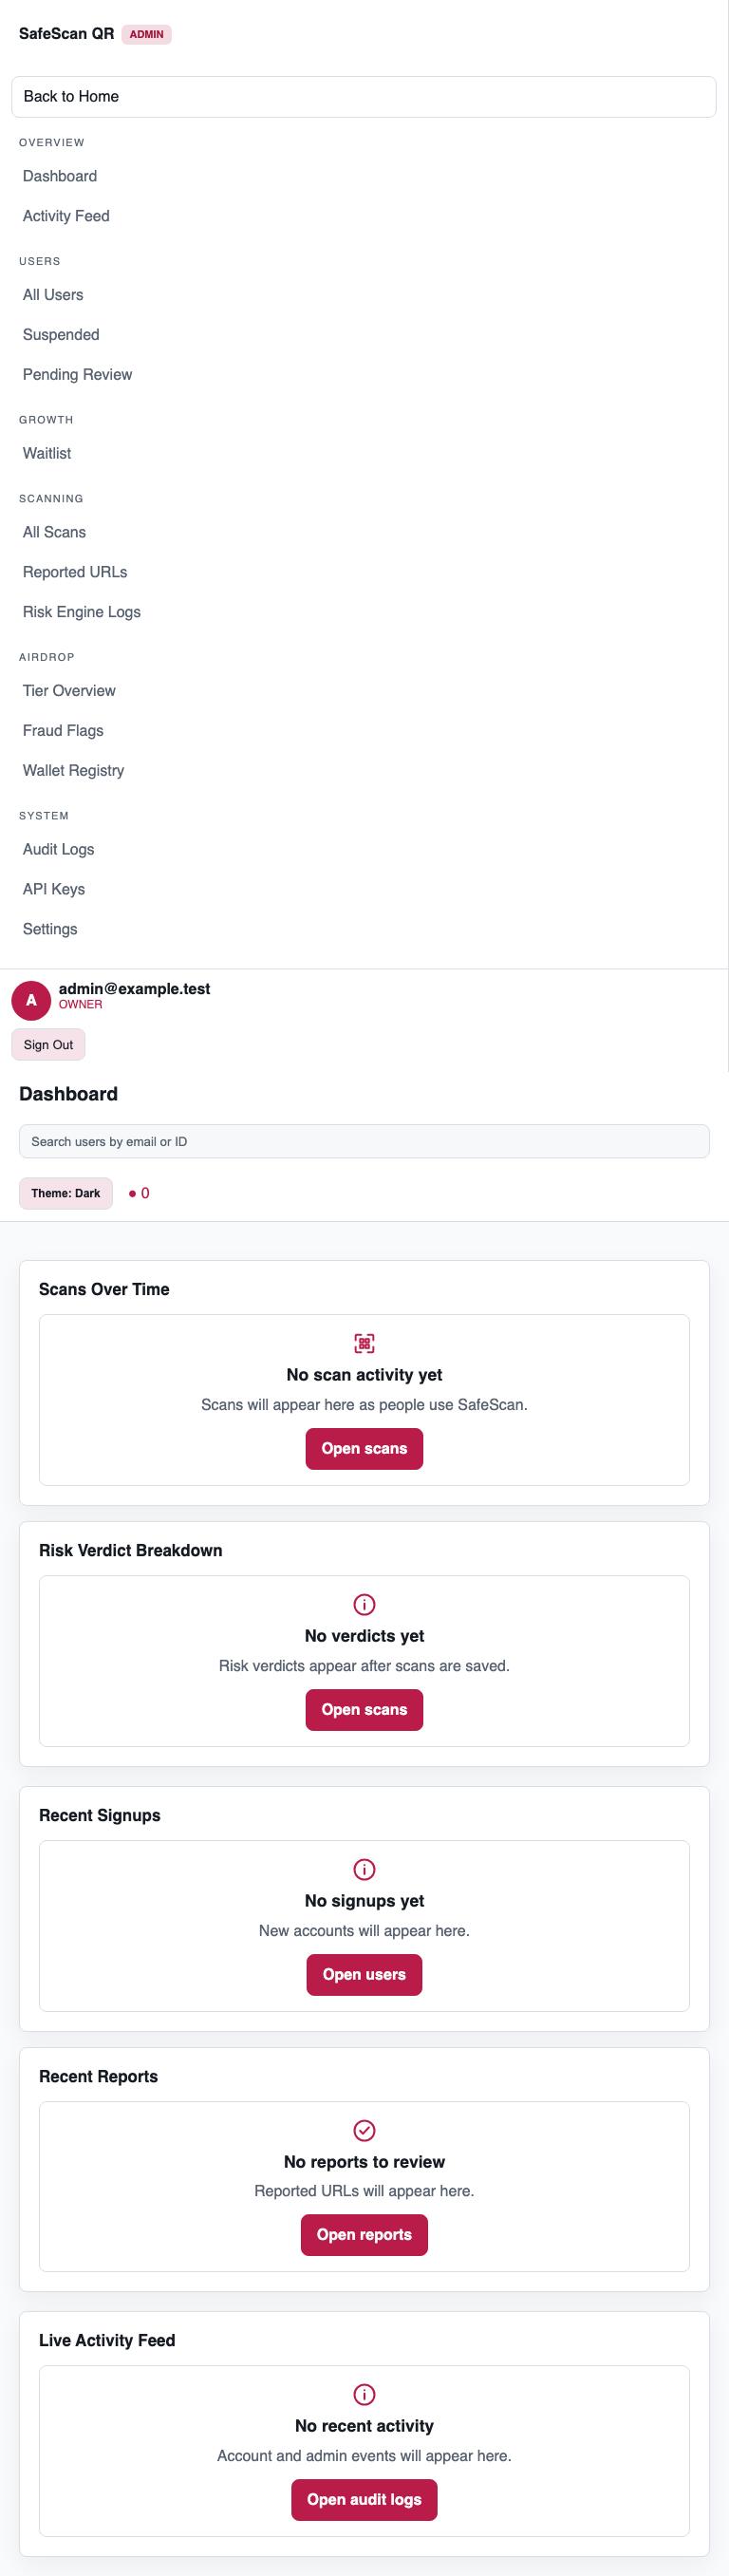 SafeScan QR ADMIN
Back to Home
OVERVIEW
Dashboard
Activity Feed
USERS
All Users
Suspended
Pending Review
GROWTH
Waitlist
SCANNING
All Scans
Reported URLs
Risk Engine Logs
AIRDROP
Tier Overview
Fraud Flags
Wallet Registry
SYSTEM
Audit Logs
API Keys
Settings
A
admin@example.test
OWNER
Sign Out
Dashboard
Search users by email or ID
Theme: Dark
0
Scans Over Time
No scan activity yet
Scans will appear here as people use SafeScan.
Open scans
Risk Verdict Breakdown
No verdicts yet
Risk verdicts appear after scans are saved.
Open scans
Recent Signups
No signups yet
New accounts will appear here.
Open users
Recent Reports
No reports to review
Reported URLs will appear here.
Open reports
Live Activity Feed
No recent activity
Account and admin events will appear here.
Open audit logs